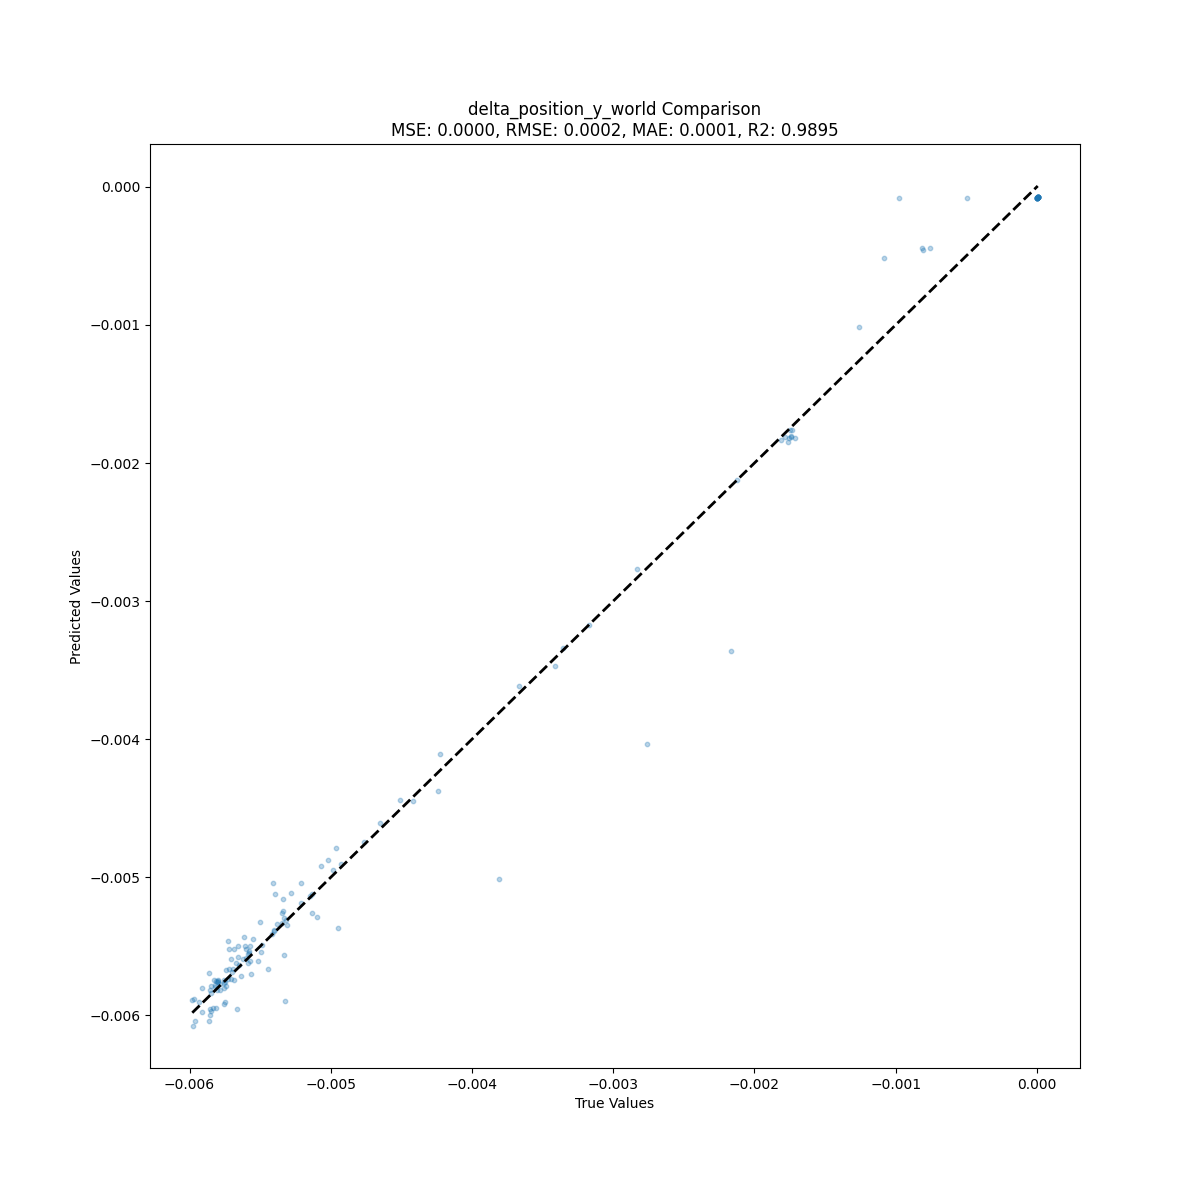 delta_position_y_world Comparison
MSE: 0.0000, RMSE: 0.0002, MAE: 0.0001, R2: 0.9895
0.000
−0.001
−0.002
−0.003
−0.004
−0.005
−0.006
Predicted Values
−0.006 −0.005 −0.004 −0.003 −0.002 −0.001 0.000
True Values